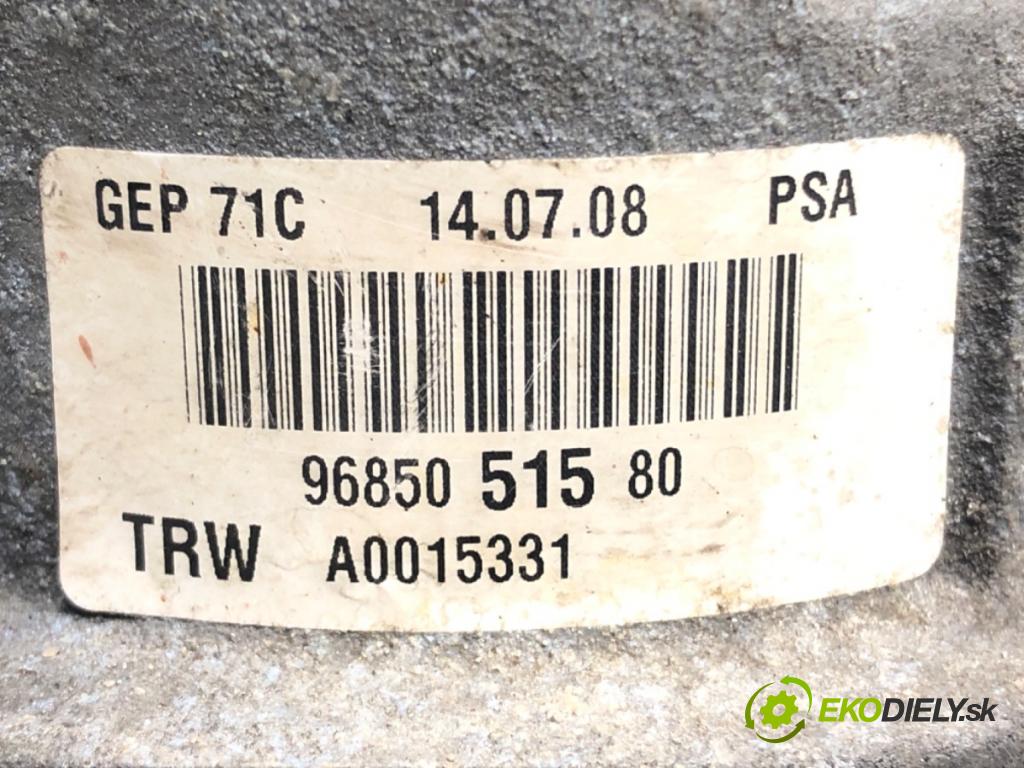 GEP 71C 14.07.08 PSA
96850 515 80
TRW A0015331
EKODIELY.sk